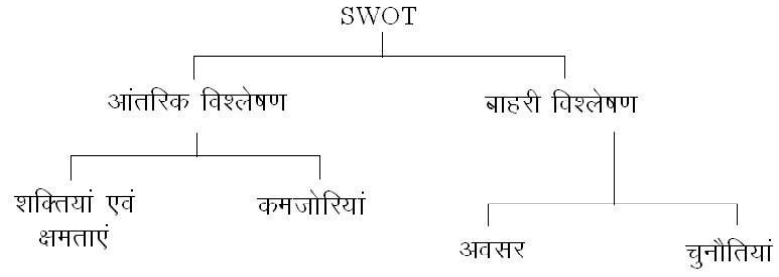 SWOT
आंतरिक विश्लेषण
बाहरी विश्लेषण
शक्तियां एवं
क्षमताएं
कमजोरियां
अवसर
चुनौतियां